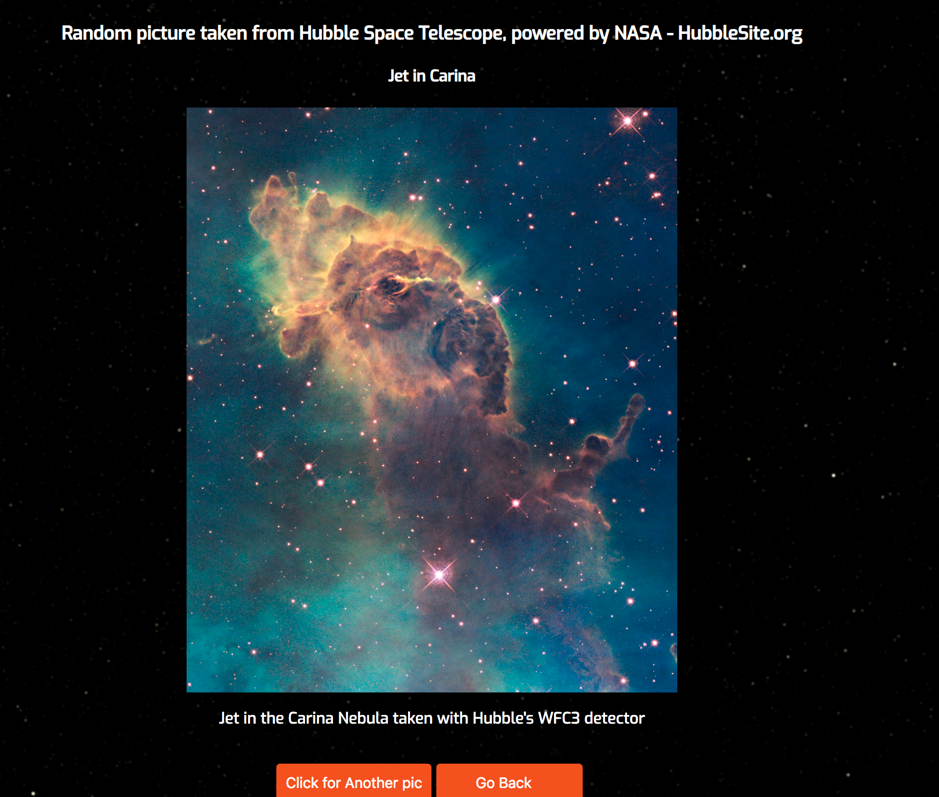 Random picture taken from Hubble Space Telescope, powered by NASA - HubbleSite.org
Jet in Carina
Jet in the Carina Nebula taken with Hubble's WFC3 detector
Click for Another pic
Go Back